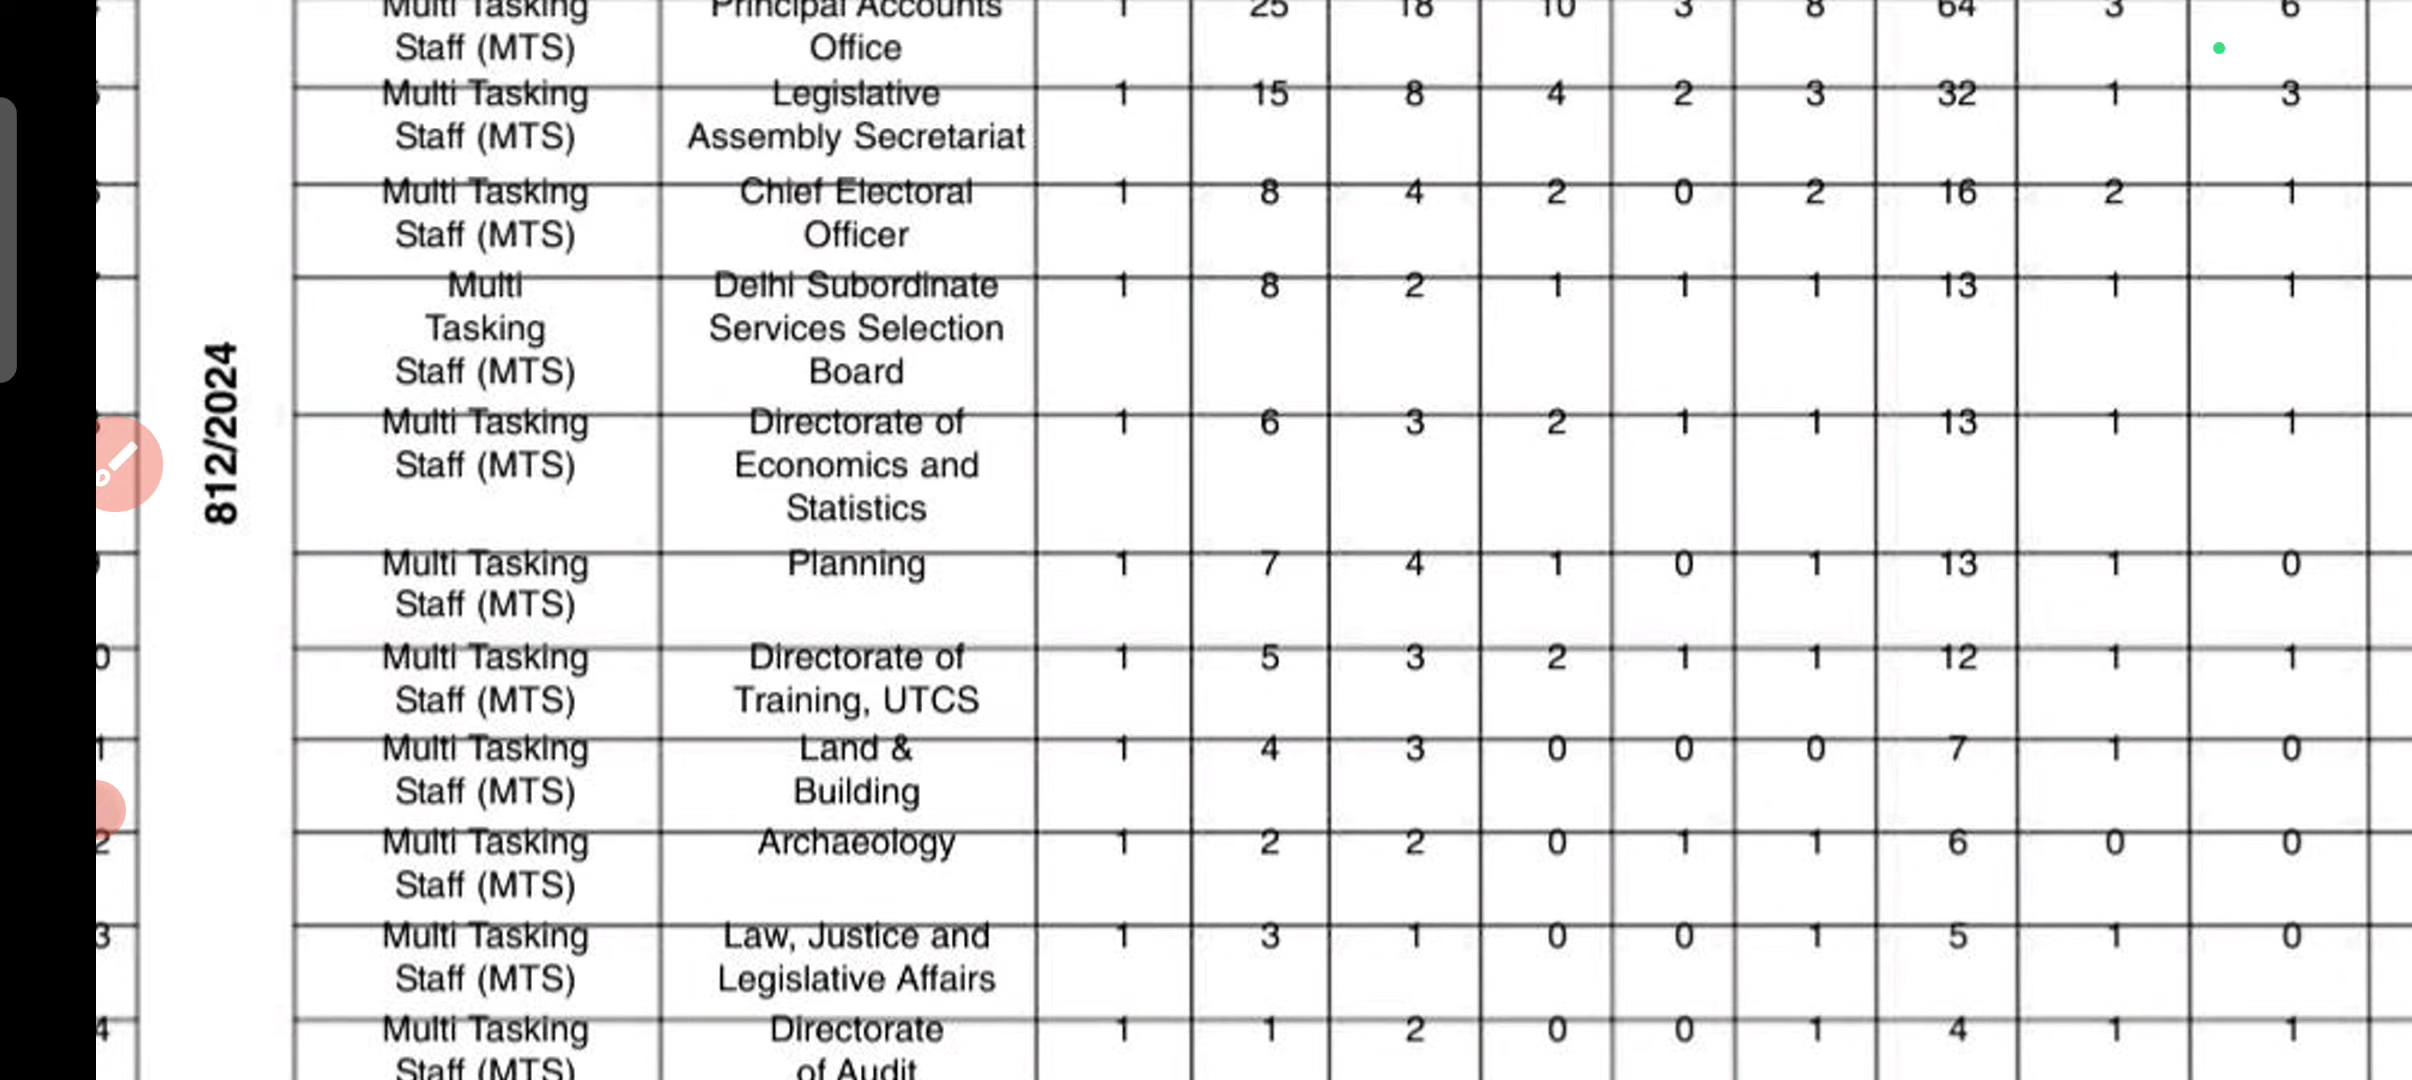 Multi Tasking Principal Accounts 1 25 18 10 3 8 64 3 6
Staff (MTS) Office
Multi Tasking Legislative 1 15 8 4 2 3 32 1 3
Staff (MTS) Assembly Secretariat
Multi Tasking Chief Electoral 1 8 4 2 0 2 16 2 1
Staff (MTS) Officer
Multi Delhi Subordinate 1 8 2 1 1 1 13 1 1
Tasking Services Selection
Staff (MTS) Board
812/2024
Multi Tasking Directorate of 1 6 3 2 1 1 13 1 1
Staff (MTS) Economics and
Statistics
Multi Tasking Planning 1 7 4 1 0 1 13 1 0
Staff (MTS)
0 Multi Tasking Directorate of 1 5 3 2 1 1 12 1 1
Staff (MTS) Training, UTCS
1 Multi Tasking Land & 1 4 3 0 0 0 7 1 0
Staff (MTS) Building
2 Multi Tasking Archaeology 1 2 2 0 1 1 6 0 0
Staff (MTS)
3 Multi Tasking Law, Justice and 1 3 1 0 0 1 5 1 0
Staff (MTS) Legislative Affairs
4 Multi Tasking Directorate 1 1 2 0 0 1 4 1 1
Staff (MTS) of Audit